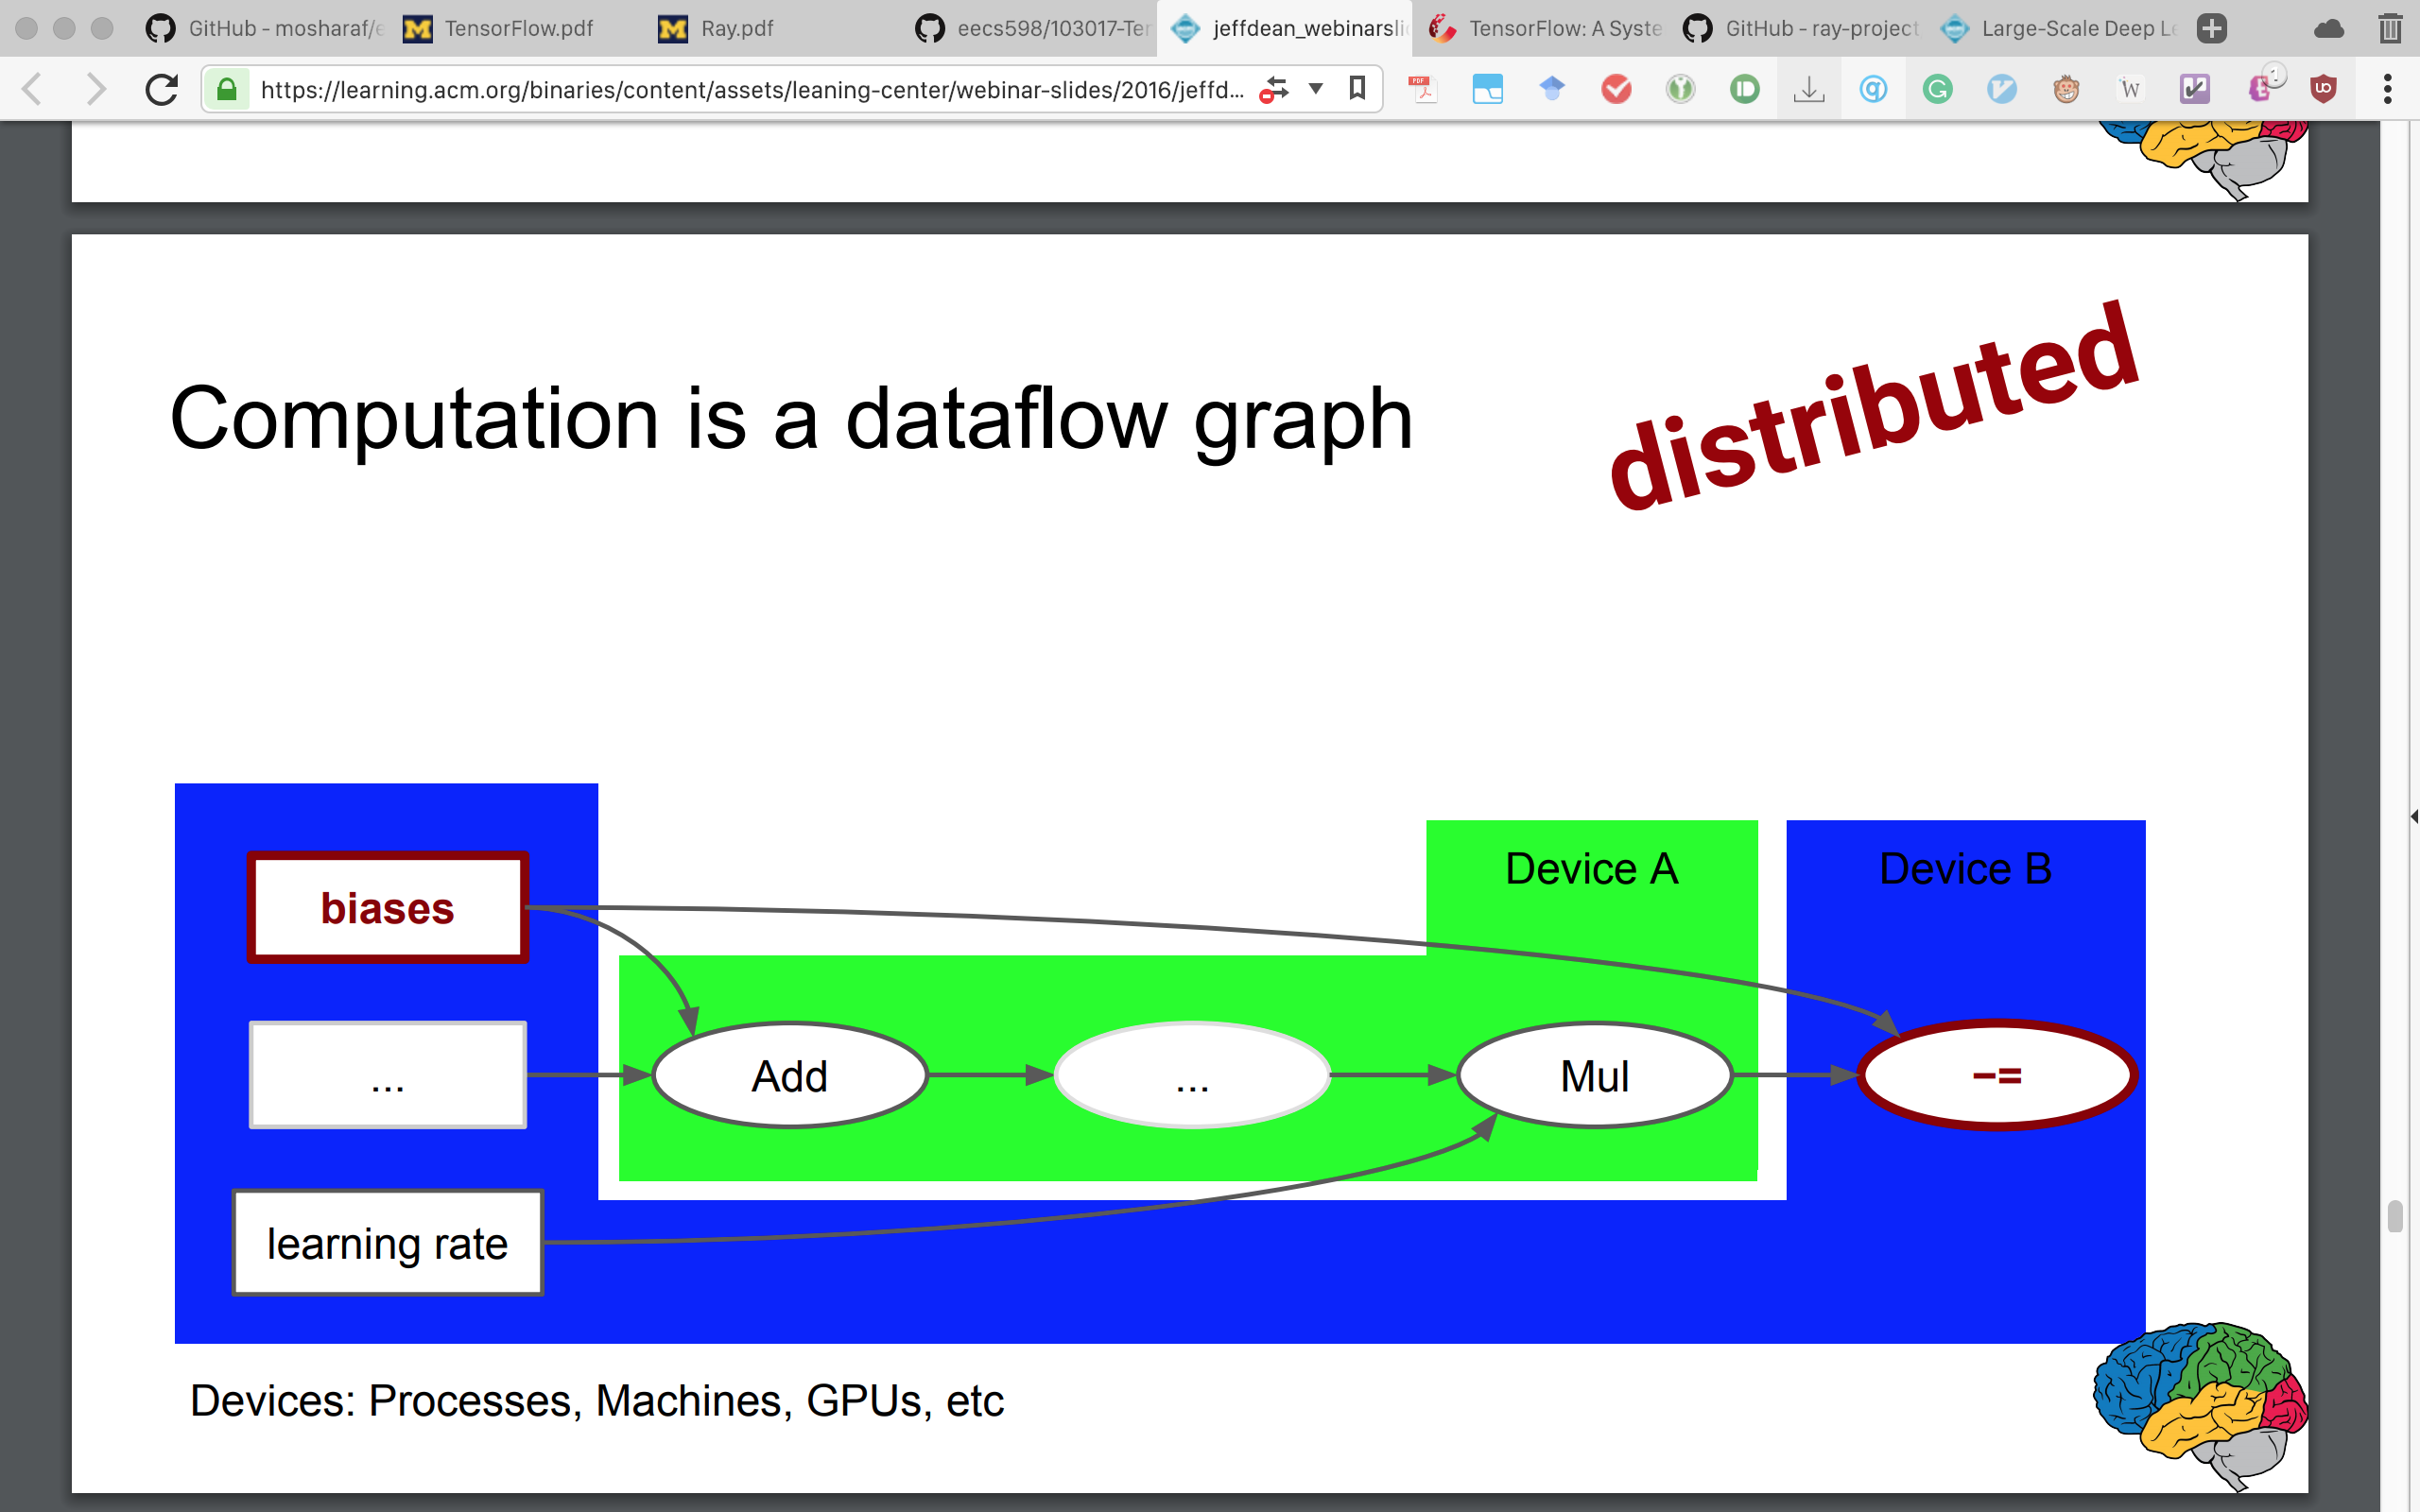 GitHub - mosharaf/e
TensorFlow.pdf
Ray.pdf
eecs598/103017-Ter
jeffdean_webinarsli
TensorFlow: A Syste
GitHub - ray-project
Large-Scale Deep Le
https://learning.acm.org/binaries/content/assets/leaning-center/webinar-slides/2016/jeffd...
Computation is a dataflow graph
distributed
Device A
Device B
biases
...
Add
...
Mul
−=
learning rate
Devices: Processes, Machines, GPUs, etc